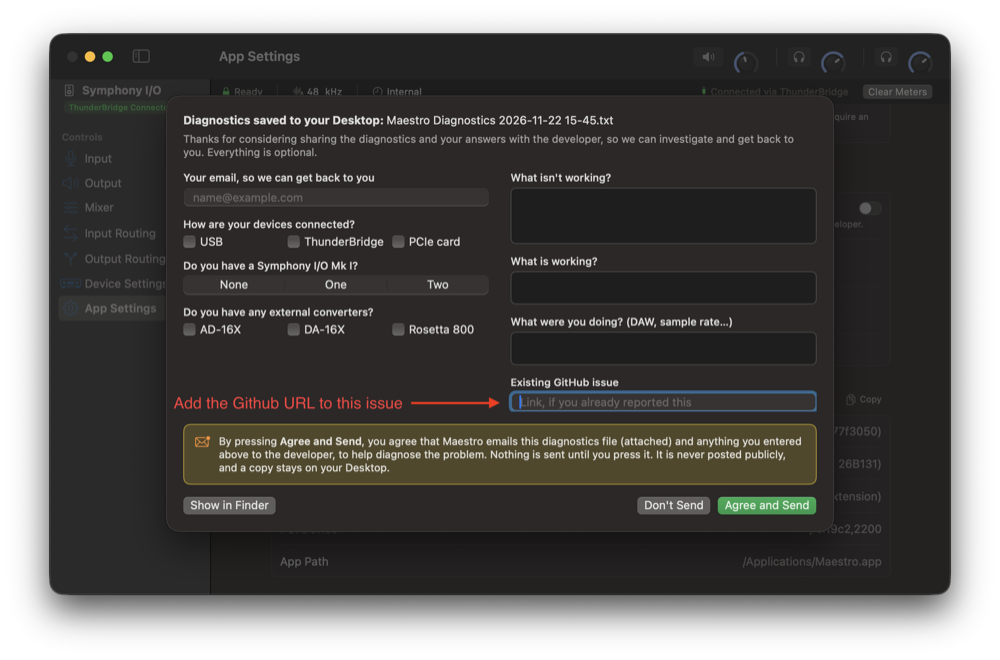 App Settings
Symphony I/O
ThunderBridge Connecte
Ready
48 kHz
Internal
Connected via ThunderBridge
Clear Meters
Controls
Input
Output
Mixer
Input Routing
Output Routing
Device Settings
App Settings
quire an
eloper.
Diagnostics saved to your Desktop: Maestro Diagnostics 2026-11-22 15-45.txt
Thanks for considering sharing the diagnostics and your answers with the developer, so we can investigate and get back to
you. Everything is optional.
Your email, so we can get back to you
name@example.com
How are your devices connected?
USB
ThunderBridge
PCIe card
Do you have a Symphony I/O Mk I?
None
One
Two
Do you have any external converters?
AD-16X
DA-16X
Rosetta 800
What isn't working?
What is working?
What were you doing? (DAW, sample rate...)
Existing GitHub issue
Link, if you already reported this
Add the Github URL to this issue
By pressing Agree and Send, you agree that Maestro emails this diagnostics file (attached) and anything you entered
above to the developer, to help diagnose the problem. Nothing is sent until you press it. It is never posted publicly,
and a copy stays on your Desktop.
Show in Finder
Don't Send
Agree and Send
Copy
77f3050)
26B131)
xtension)
9c2,2200
App Path
/Applications/Maestro.app